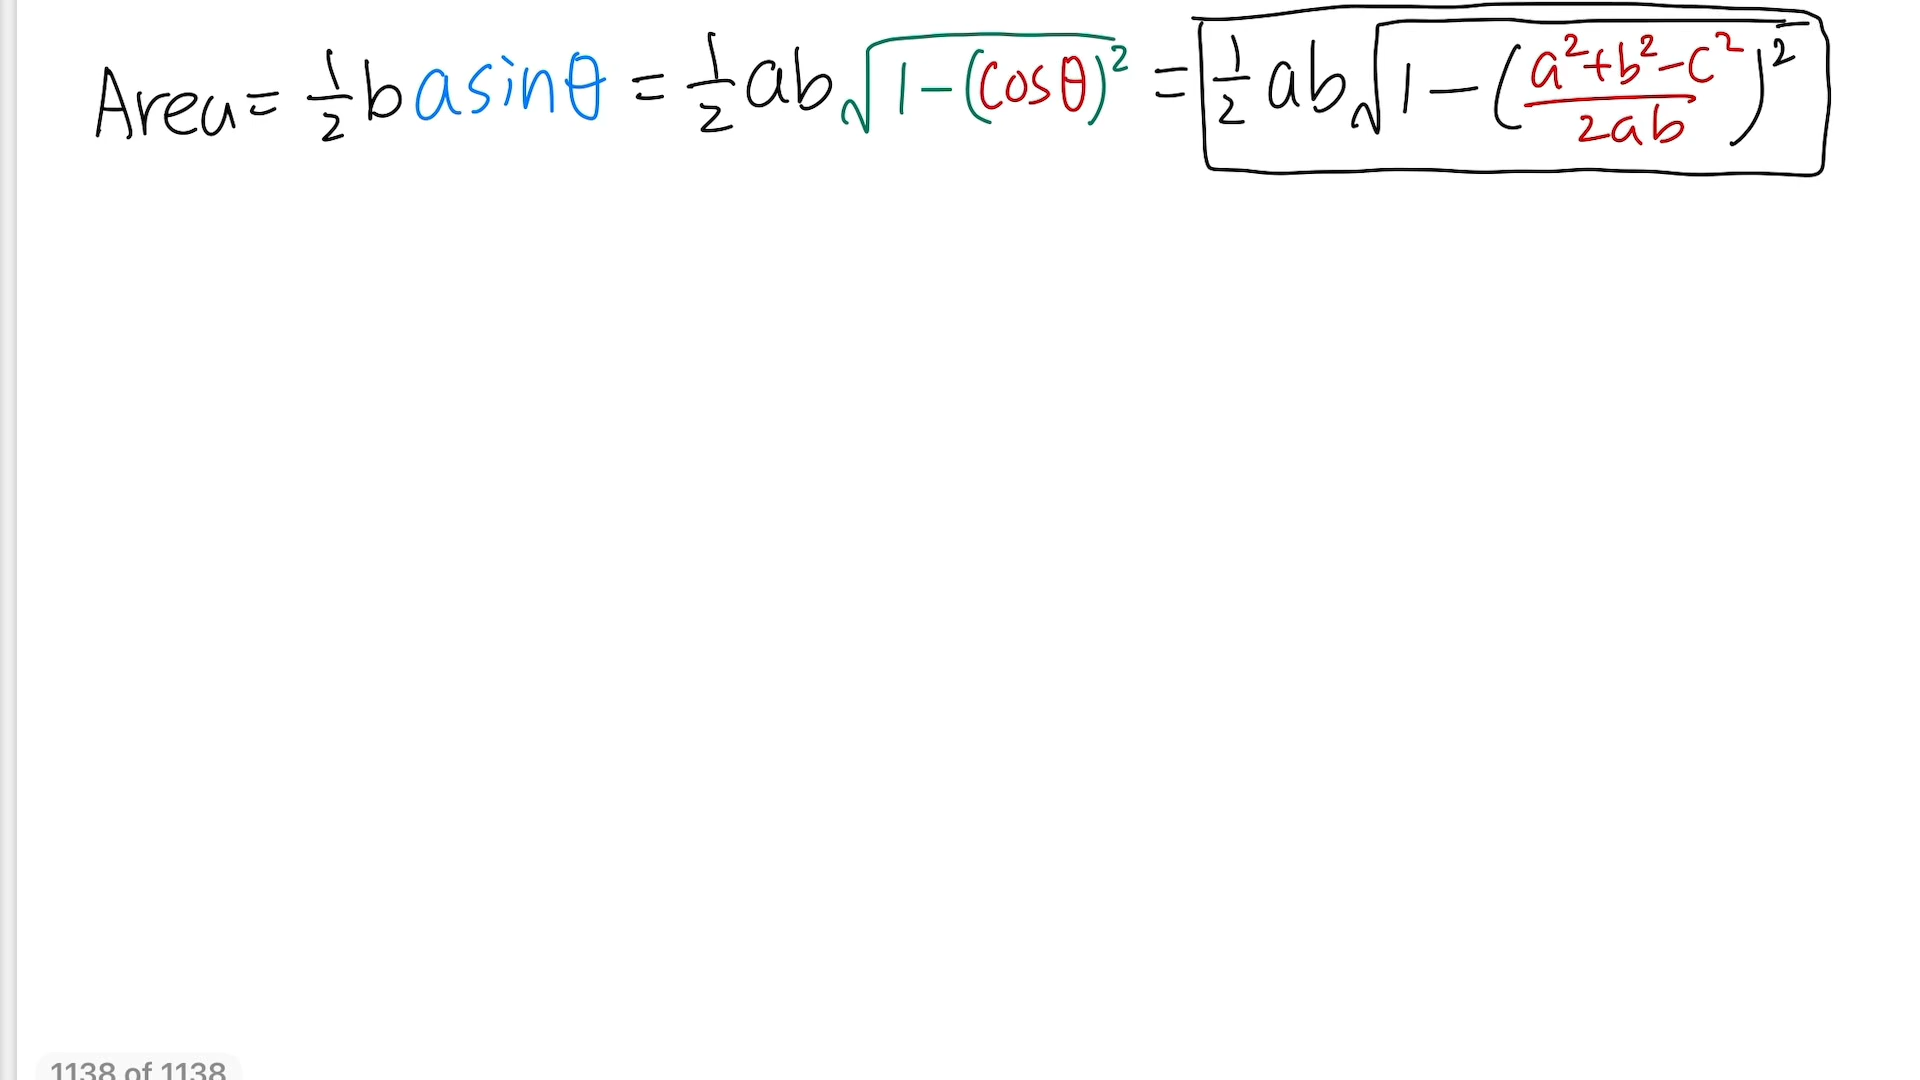 Area = 1/2 b a sinθ = 1/2 ab √(1-(cosθ)²) = 1/2 ab √(1-((a²+b²-c²)/(2ab))²)
1138 of 1138